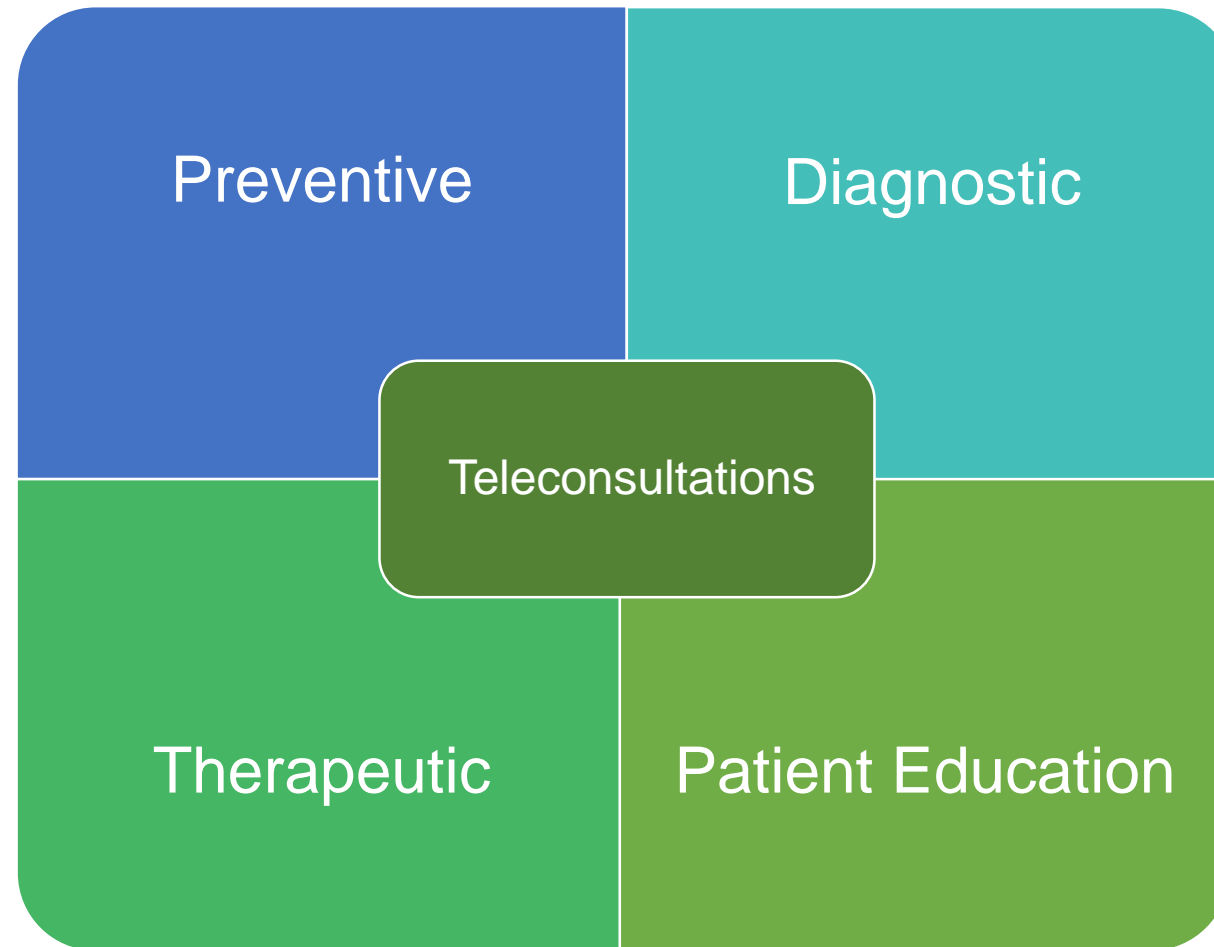 Preventive
Diagnostic
Teleconsultations
Therapeutic
Patient Education